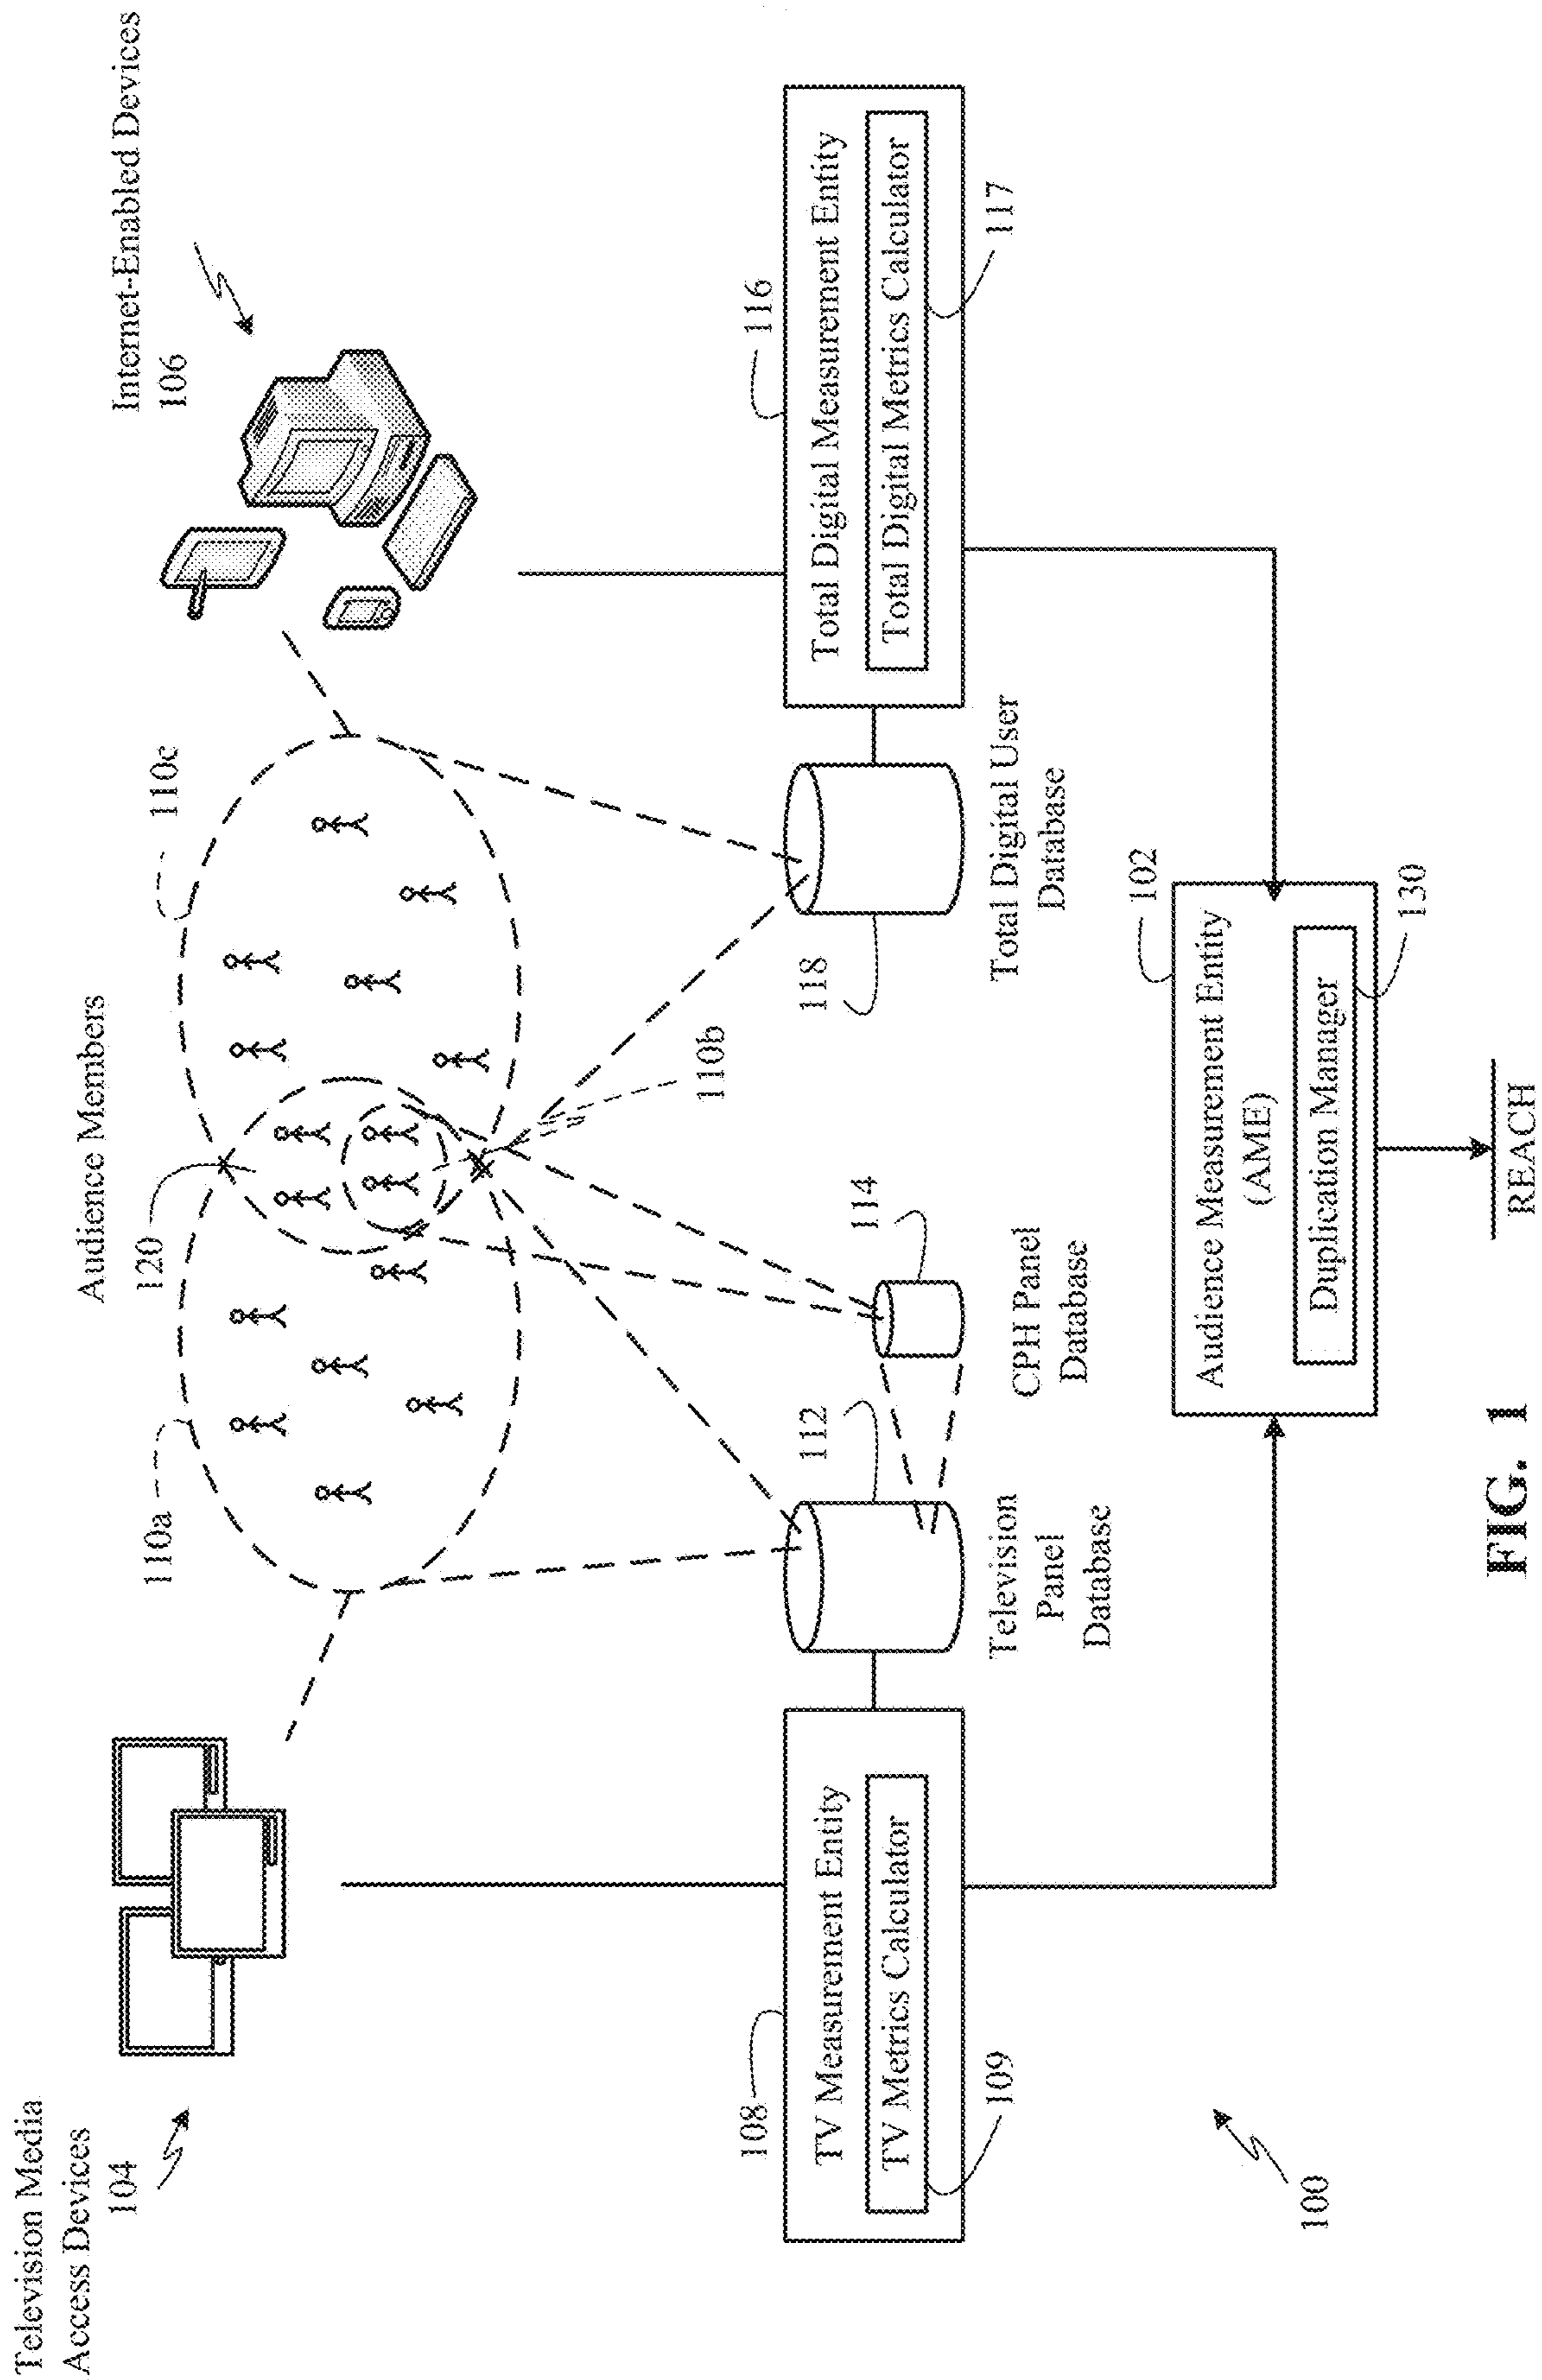 Television Media
Access Devices
104
Audience Members
Internet-Enabled Devices
106
110a
120
110c
110b
108
TV Measurement Entity
TV Metrics Calculator
109
112
Television
Panel
Database
114
CPH Panel
Database
118
Total Digital User
Database
116
Total Digital Measurement Entity
Total Digital Metrics Calculator
117
102
Audience Measurement Entity
(AME)
Duplication Manager
130
100
REACH
FIG. 1